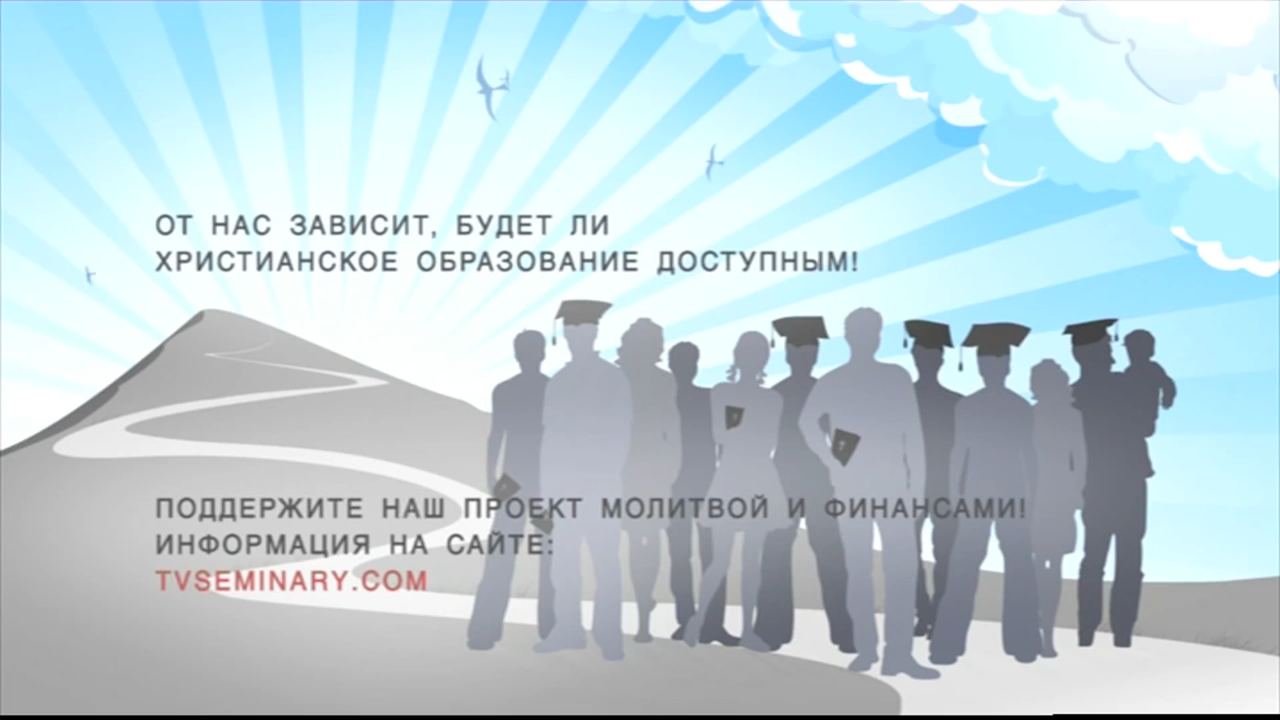 ОТ НАС ЗАВИСИТ, БУДЕТ ЛИ
ХРИСТИАНСКОЕ ОБРАЗОВАНИЕ ДОСТУПНЫМ!
ПОДДЕРЖИТЕ НАШ ПРОЕКТ МОЛИТВОЙ И ФИНАНСАМИ!
ИНФОРМАЦИЯ НА САЙТЕ:
TVSEMINARY.COM